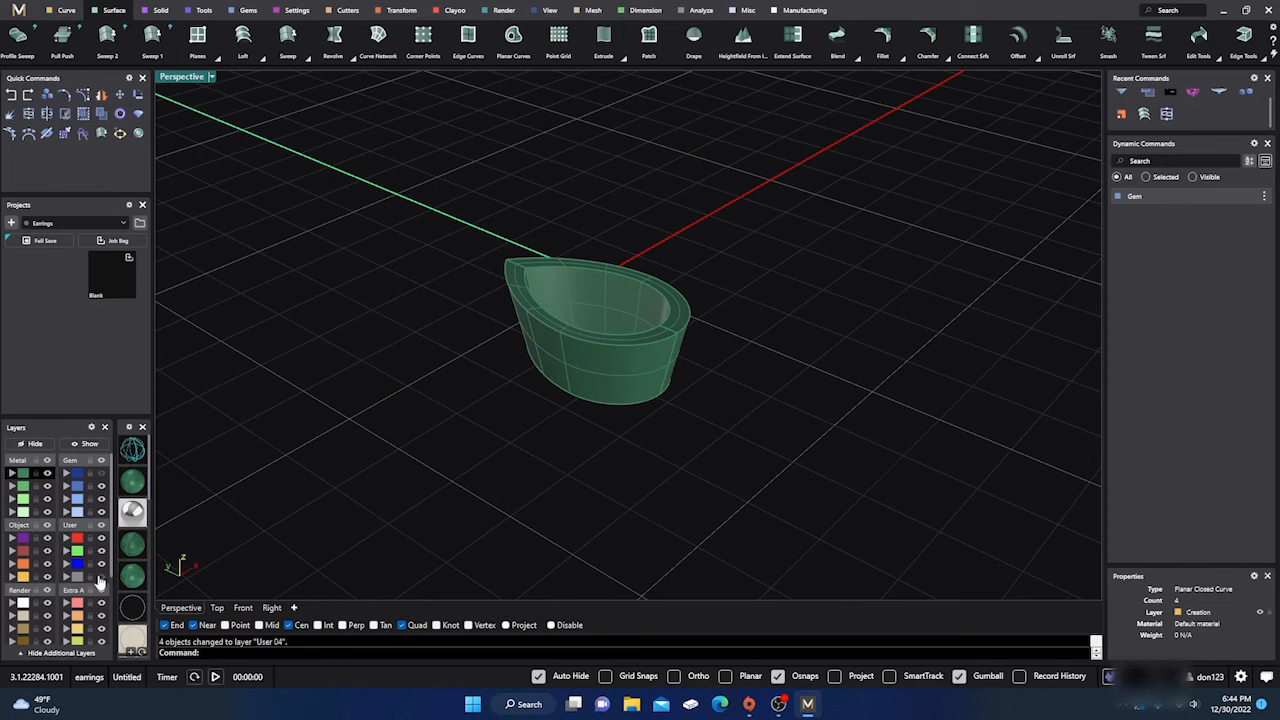 Curve Surface Solid Tools Gems Settings Cutters Transform Clayoo Render View Mesh Dimension Analyze Misc Manufacturing Search
Profile Sweep Pull Push Sweep 2 Sweep 1 Planes Loft Sweep Revolve Curve Network Corner Points Edge Curves Planar Curves Point Grid Extrude Patch Drape Heightfield From I... Extend Surface Blend Fillet Chamfer Connect Srfs Offset Unroll Srf Smash Tween Srf Edit Tools Edge Tools
Quick Commands
Perspective
Recent Commands
Dynamic Commands
Search
All Selected Visible
Gem
Projects
Earrings
Full Save Job Bag
Blank
Layers
Hide Show
Metal Gem
Object User
Render Extra A
Hide Additional Layers
z
y x
Properties
Type Planar Closed Curve
Count 4
Layer Creation
Material Default material
Weight 0 N/A
Perspective Top Front Right
End Near Point Mid Cen Int Perp Tan Quad Knot Vertex Project Disable
4 objects changed to layer "User 04".
Command:
3.1.22284.1001 earrings Untitled Timer 00:00:00 Auto Hide Grid Snaps Ortho Planar Osnaps Project SmartTrack Gumball Record History don123
49°F
Cloudy
Search
6:44 PM
12/30/2022